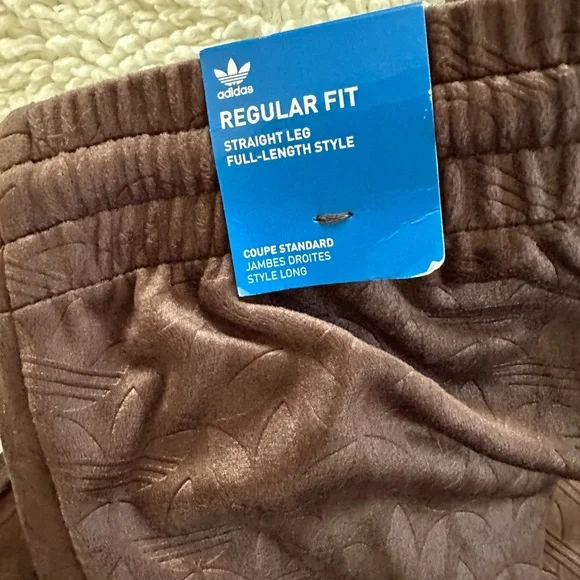 adidas
REGULAR FIT
STRAIGHT LEG
FULL-LENGTH STYLE
COUPE STANDARD
JAMBES DROITES
STYLE LONG